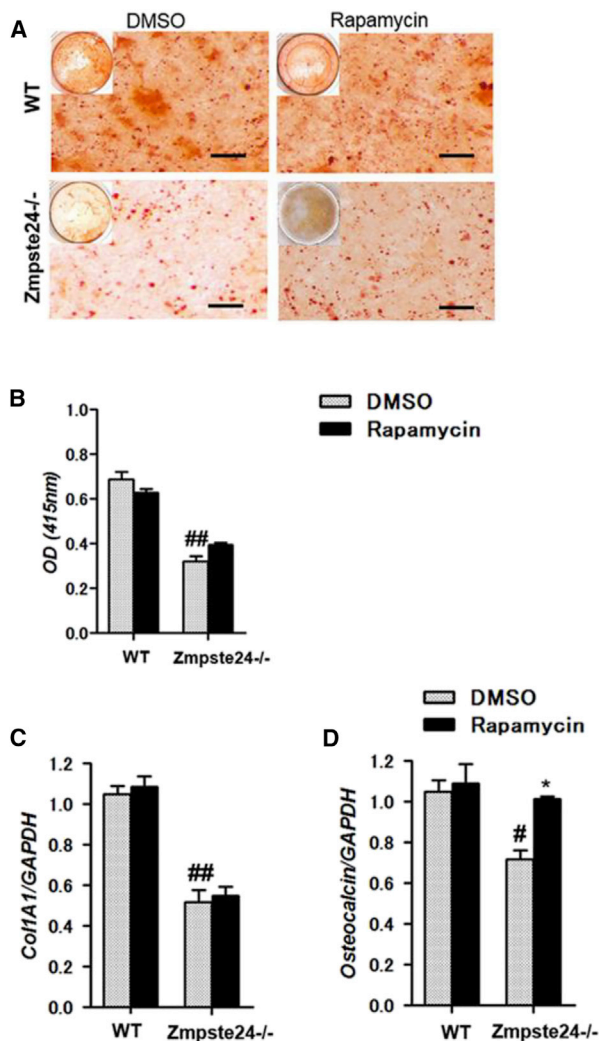 A
DMSO
Rapamycin
WT
Zmpste24-/-
B
DMSO
Rapamycin
1.0
0.8
0.6
0.4
0.2
0.0
OD (415nm)
##
WT
Zmpste24-/-
DMSO
Rapamycin
C
1.2
1.0
0.8
0.6
0.4
0.2
0.0
Col1A1/GAPDH
##
WT
Zmpste24-/-
D
1.2
1.0
0.8
0.6
0.4
0.2
0.0
Osteocalcin/GAPDH
#
*
WT
Zmpste24-/-